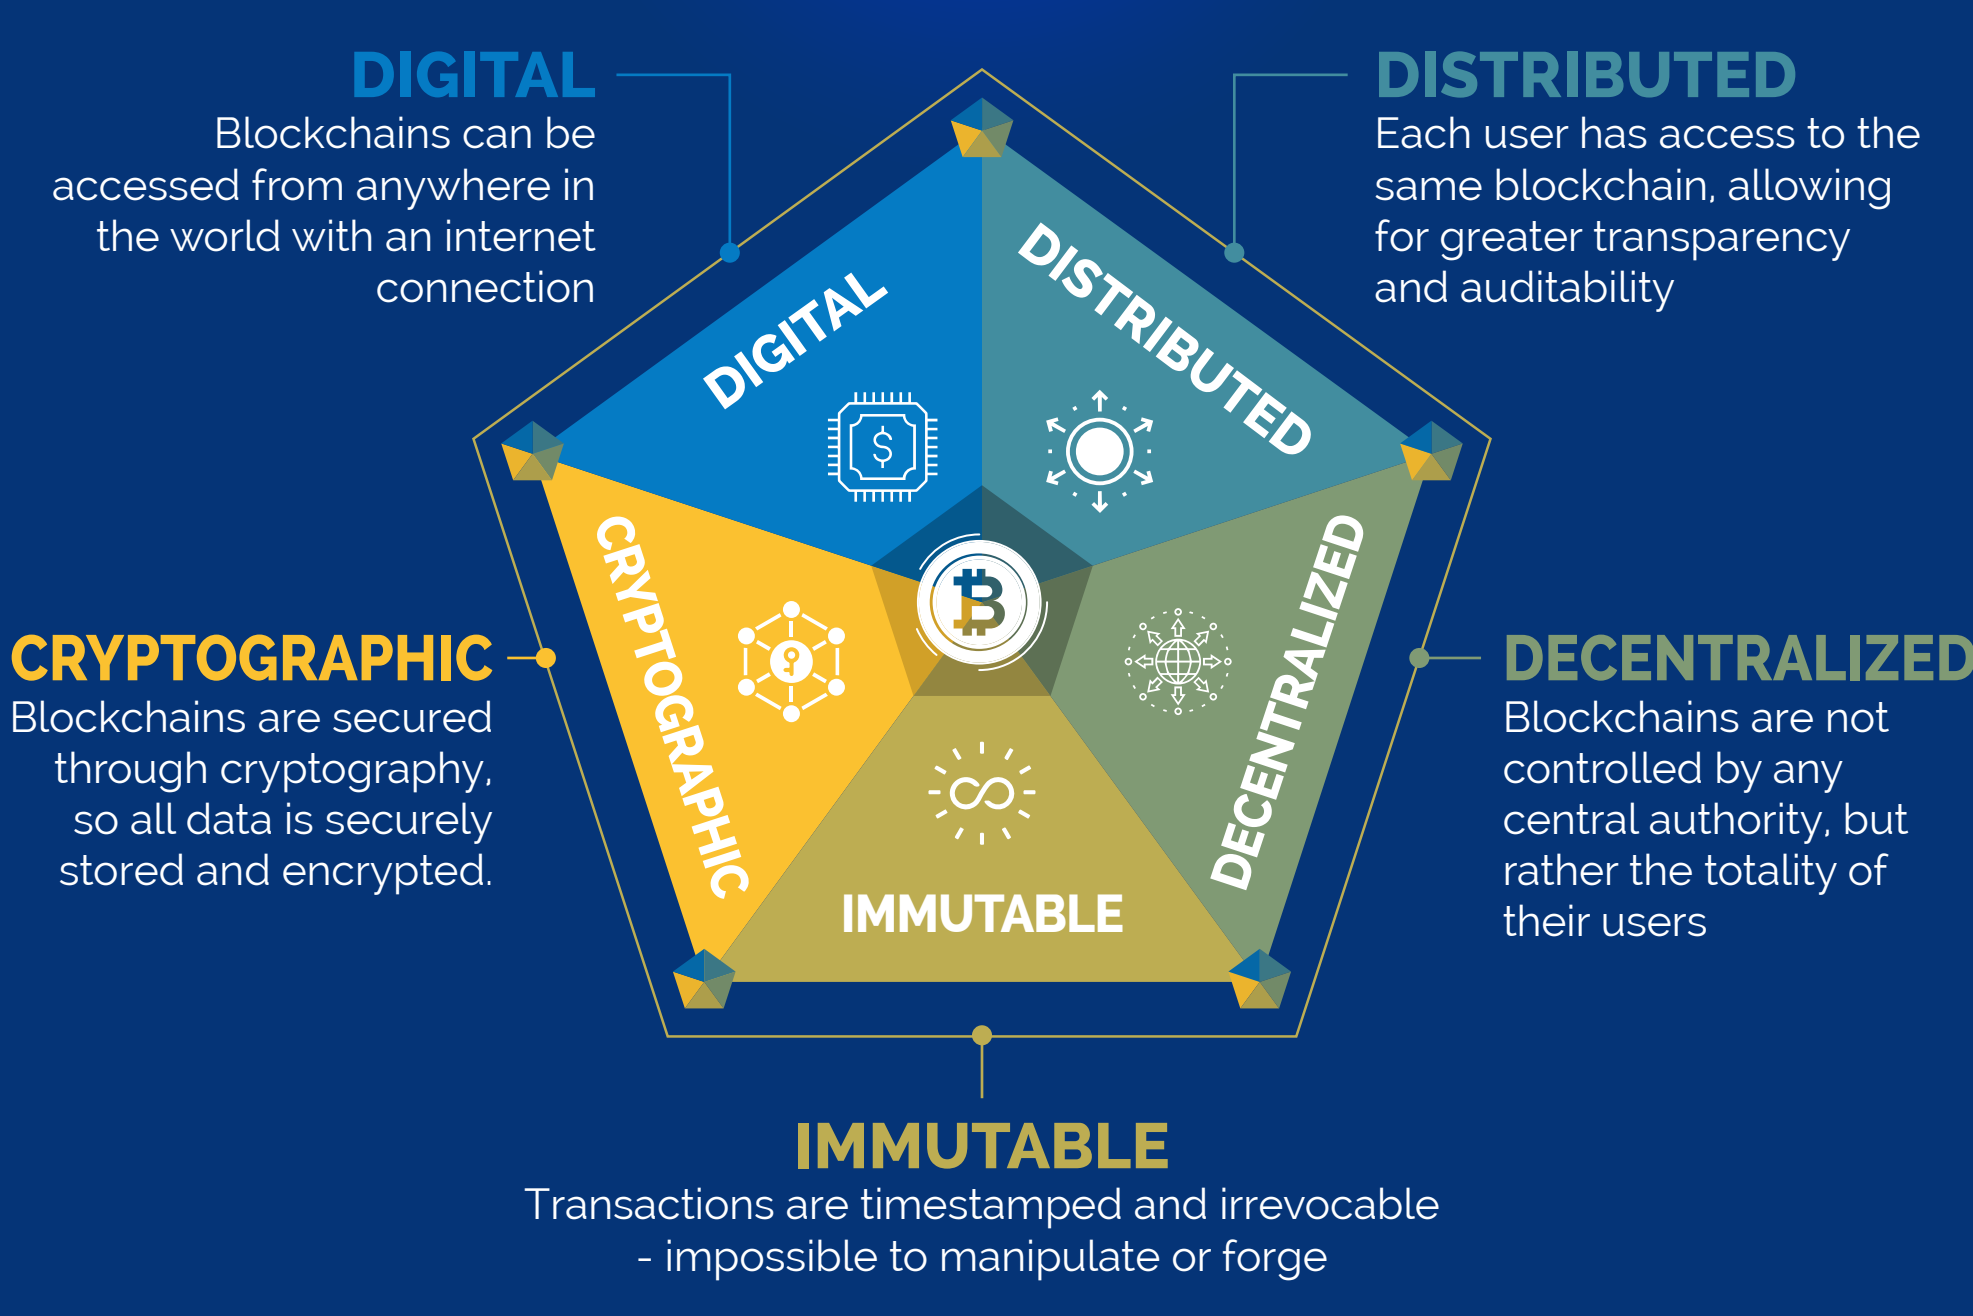 DIGITAL
Blockchains can be
accessed from anywhere in
the world with an internet
connection
DISTRIBUTED
Each user has access to the
same blockchain, allowing
for greater transparency
and auditability
DIGITAL
DISTRIBUTED
$
CRYPTOGRAPHIC
DECENTRALIZED
IMMUTABLE
CRYPTOGRAPHIC
Blockchains are secured
through cryptography,
so all data is securely
stored and encrypted.
DECENTRALIZED
Blockchains are not
controlled by any
central authority, but
rather the totality of
their users
IMMUTABLE
Transactions are timestamped and irrevocable
- impossible to manipulate or forge